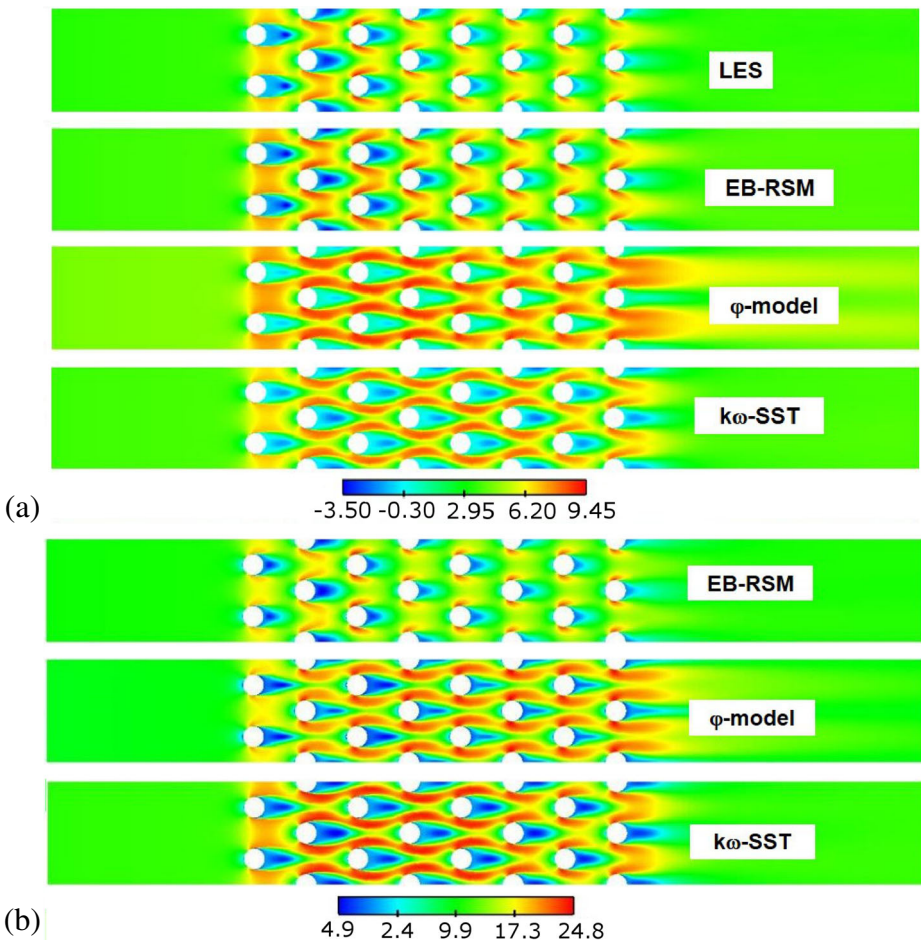 LES
EB-RSM
φ-model
kω-SST
(a)
-3.50 -0.30 2.95 6.20 9.45
EB-RSM
φ-model
kω-SST
(b)
4.9 2.4 9.9 17.3 24.8